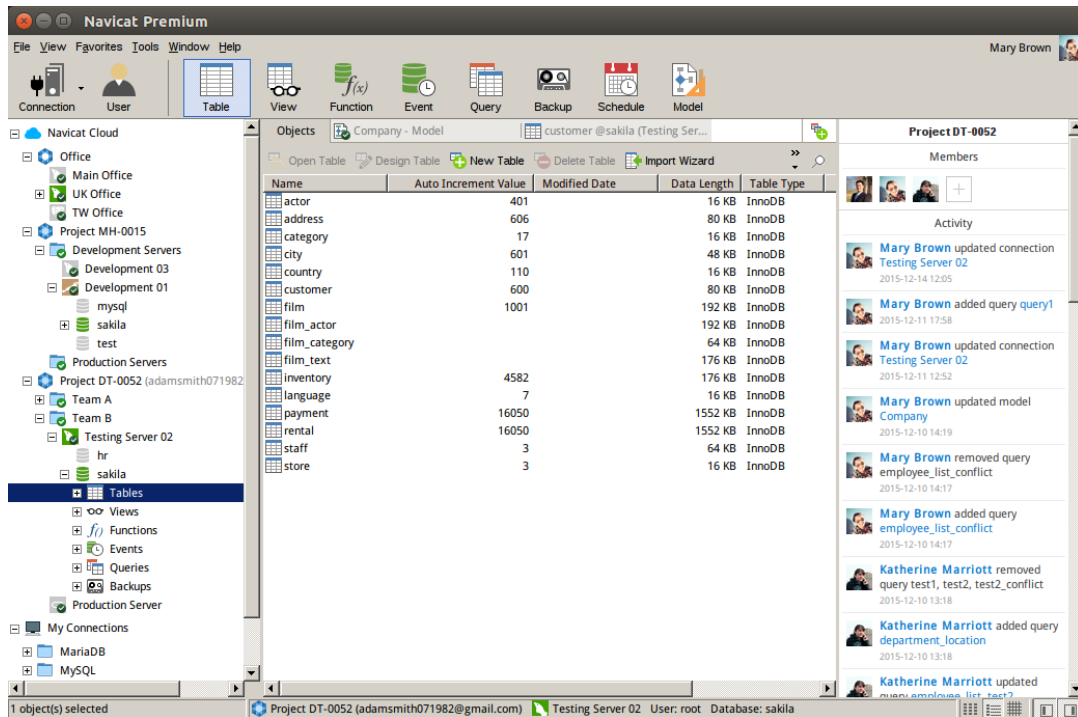 Navicat Premium
File View Favorites Tools Window Help
Mary Brown
Connection User Table View Function Event Query Backup Schedule Model
Navicat Cloud
Office
Main Office
UK Office
TW Office
Project MH-0015
Development Servers
Development 03
Development 01
mysql
sakila
test
Production Servers
Project DT-0052 (adamsmith071982
Team A
Team B
Testing Server 02
hr
sakila
Tables
Views
f() Functions
Events
Queries
Backups
Production Server
My Connections
MariaDB
MySQL
Objects Company - Model customer @sakila (Testing Ser...
Open Table Design Table New Table Delete Table Import Wizard »
Name Auto Increment Value Modified Date Data Length Table Type
actor 401 16 KB InnoDB
address 606 80 KB InnoDB
category 17 16 KB InnoDB
city 601 48 KB InnoDB
country 110 16 KB InnoDB
customer 600 80 KB InnoDB
film 1001 192 KB InnoDB
film_actor 192 KB InnoDB
film_category 64 KB InnoDB
film_text 176 KB InnoDB
inventory 4582 176 KB InnoDB
language 7 16 KB InnoDB
payment 16050 1552 KB InnoDB
rental 16050 1552 KB InnoDB
staff 3 64 KB InnoDB
store 3 16 KB InnoDB
Project DT-0052
Members
Activity
Mary Brown updated connection
Testing Server 02
2015-12-14 12:05
Mary Brown added query query1
2015-12-11 17:58
Mary Brown updated connection
Testing Server 02
2015-12-11 12:52
Mary Brown updated model
Company
2015-12-10 14:19
Mary Brown removed query
employee_list_conflict
2015-12-10 14:17
Mary Brown added query
employee_list_conflict
2015-12-10 14:17
Katherine Marriott removed
query test1, test2, test2_conflict
2015-12-10 13:18
Katherine Marriott added query
department_location
2015-12-10 13:18
Katherine Marriott updated
query employee_list_test2
1 object(s) selected Project DT-0052 (adamsmith071982@gmail.com) Testing Server 02 User: root Database: sakila